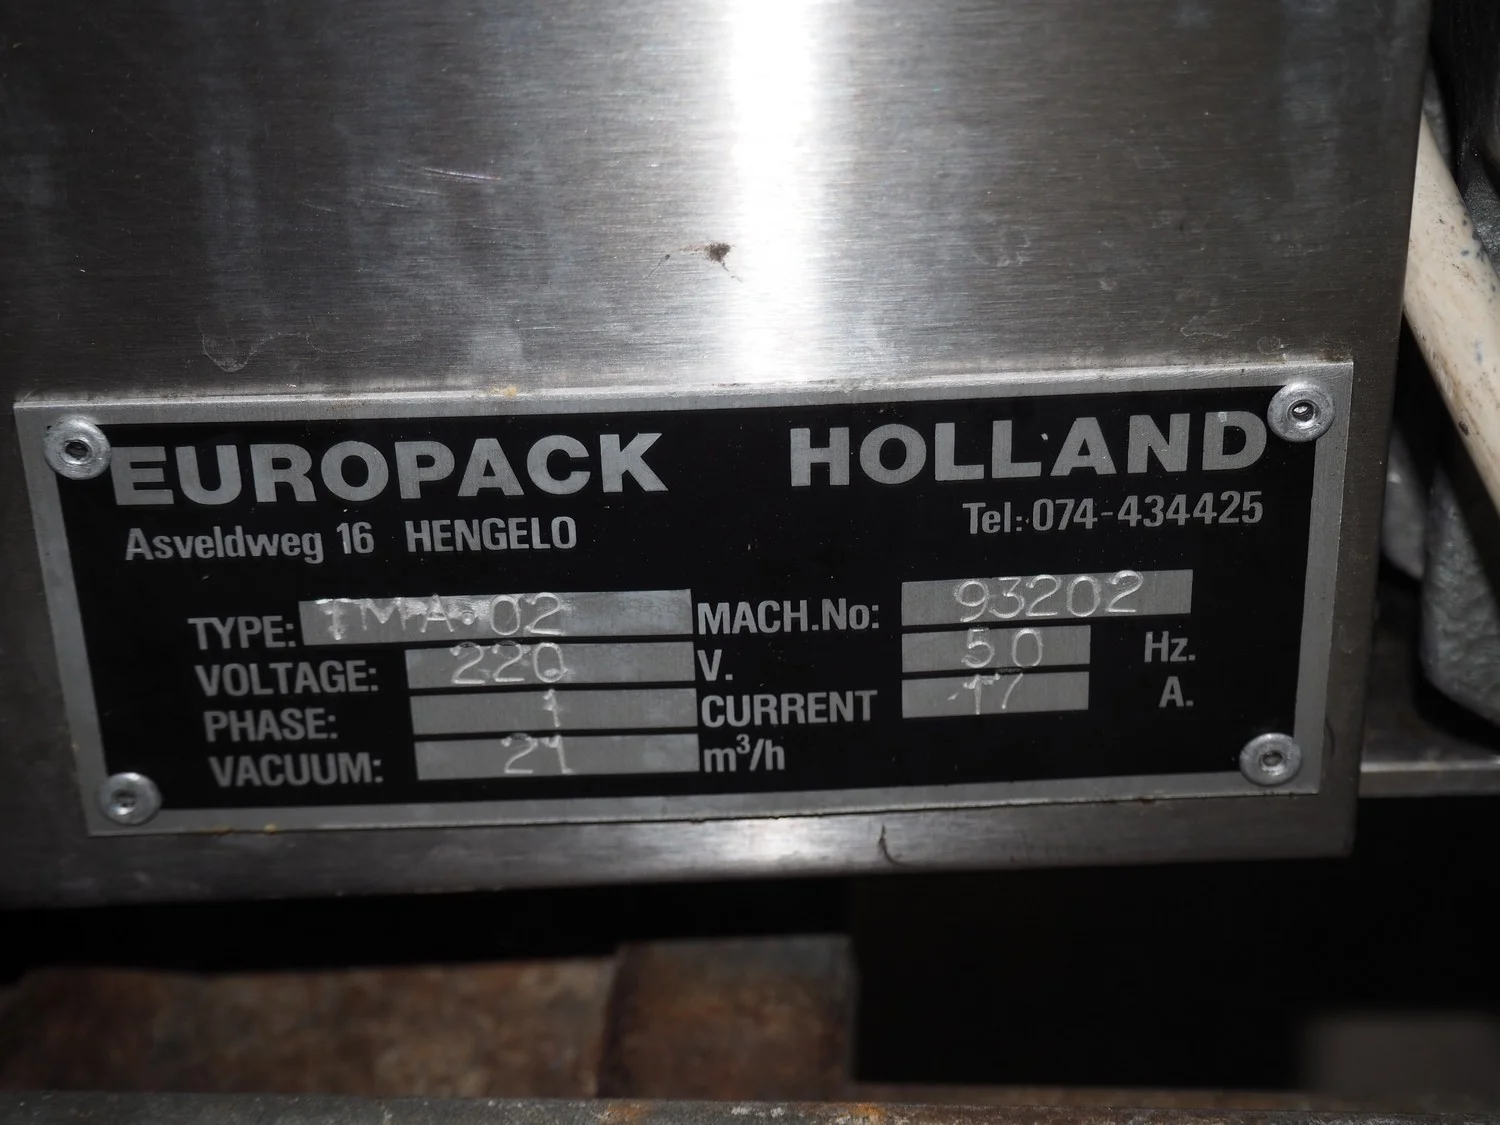 EUROPACK HOLLAND
Asveldweg 16 HENGELO Tel: 074-434425
TYPE: TMA-02 MACH.No: 93202
VOLTAGE: 220 V. 50 Hz.
PHASE: 1 CURRENT 17 A.
VACUUM: 21 m³/h